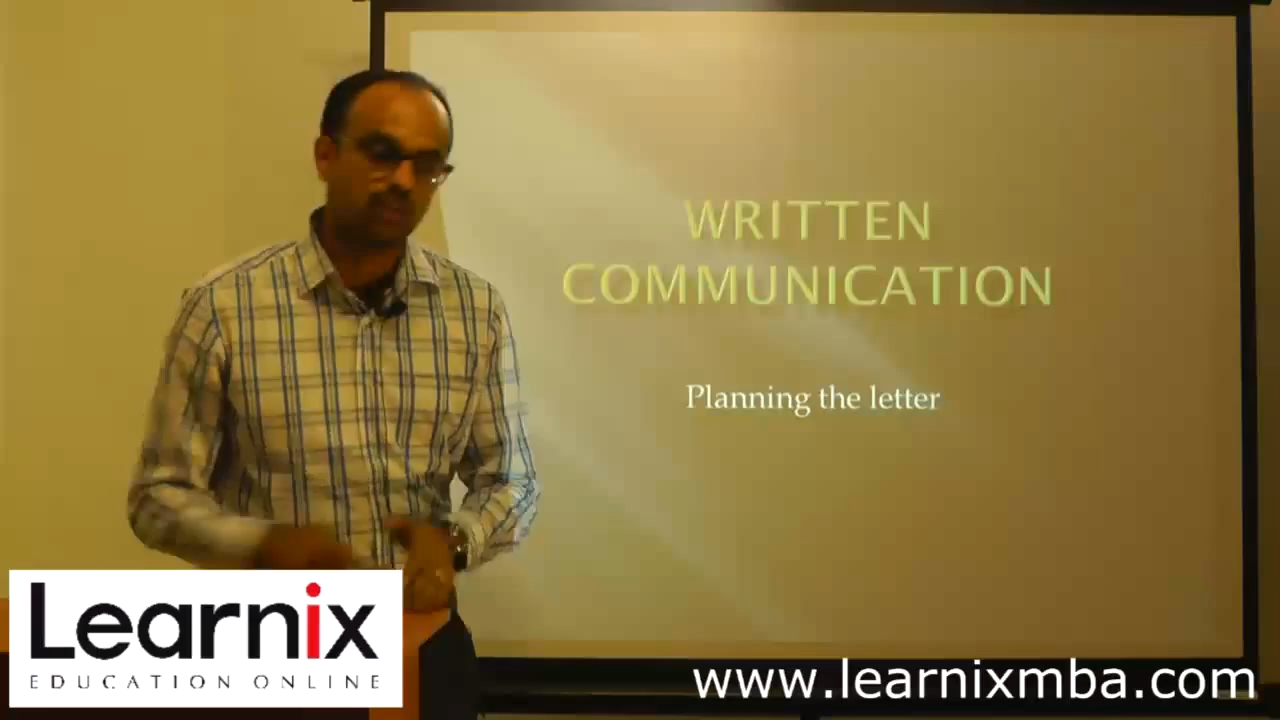 WRITTEN
COMMUNICATION
Planning the letter
Learnix
EDUCATION ONLINE
www.learnixmba.com